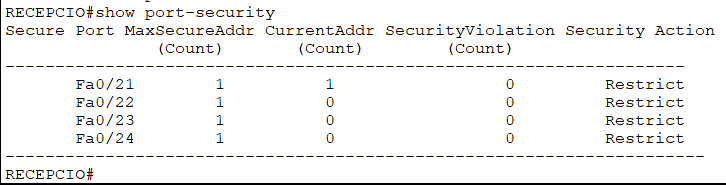 RECEPCIO#show port-security
Secure Port MaxSecureAddr CurrentAddr SecurityViolation Security Action
(Count) (Count) (Count)
--------------------------------------------------------------------
Fa0/21 1 1 0 Restrict
Fa0/22 1 0 0 Restrict
Fa0/23 1 0 0 Restrict
Fa0/24 1 0 0 Restrict
----------------------------------------------------------------------
RECEPCIO#